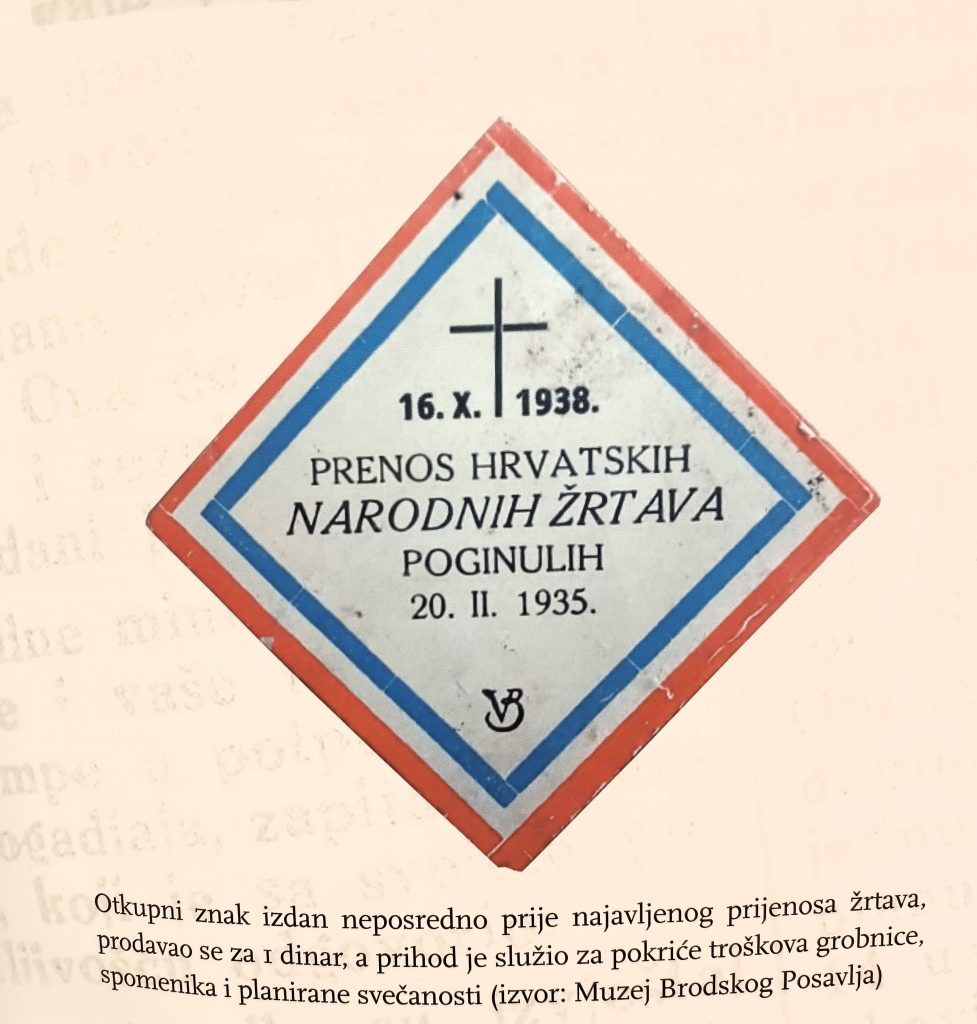 16. X. 1938.
PRENOS HRVATSKIH
NARODNIH ŽRTAVA
POGINULIH
20. II. 1935.
VB
Otkupni znak izdan neposredno prije najavljenog prijenosa žrtava,
prodavao se za 1 dinar, a prihod je služio za pokriće troškova grobnice,
spomenika i planirane svečanosti (izvor: Muzej Brodskog Posavlja)